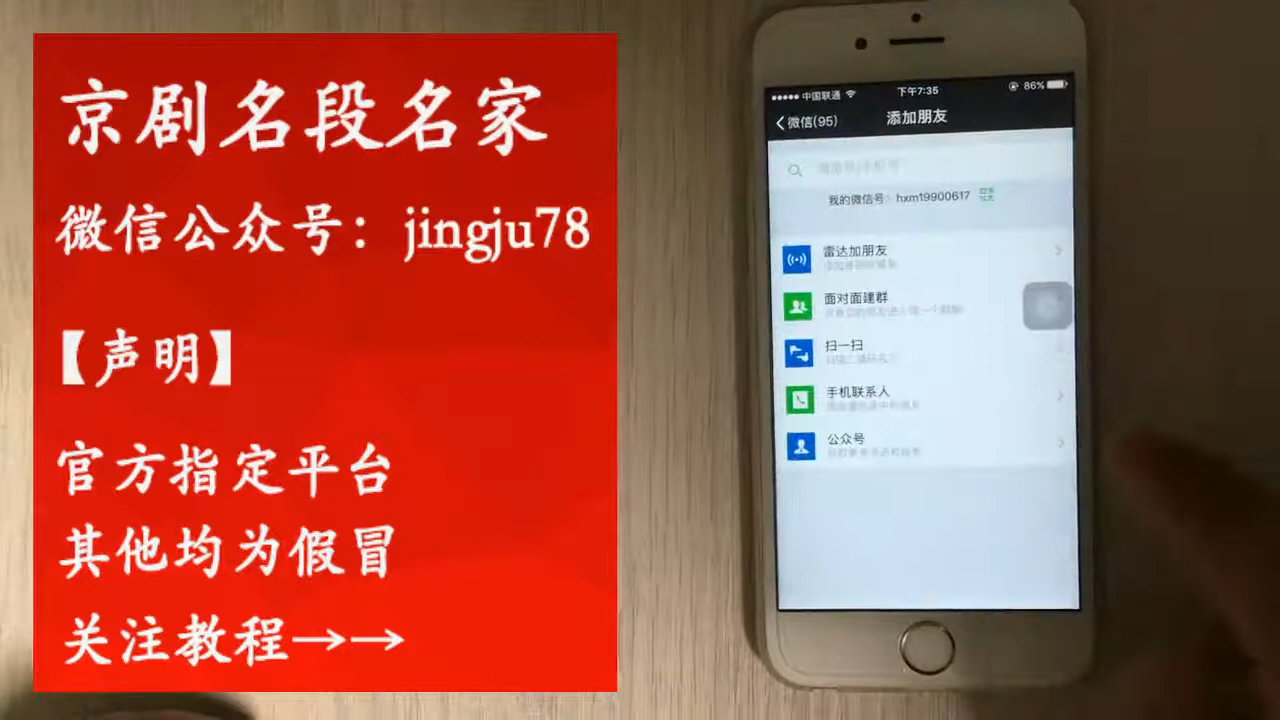 京剧名段名家
微信公众号：jingju78
【声明】
官方指定平台
其他均为假冒
关注教程→→
中国联通
下午7:35
86%
微信(95)
添加朋友
我的微信号：hxm19900617
雷达加朋友
面对面建群
扫一扫
手机联系人
公众号